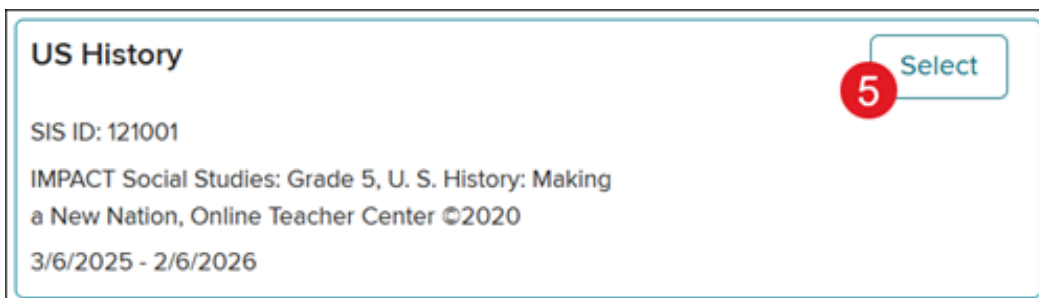 US History
Select
5
SIS ID: 121001
IMPACT Social Studies: Grade 5, U. S. History: Making
a New Nation, Online Teacher Center ©2020
3/6/2025 - 2/6/2026